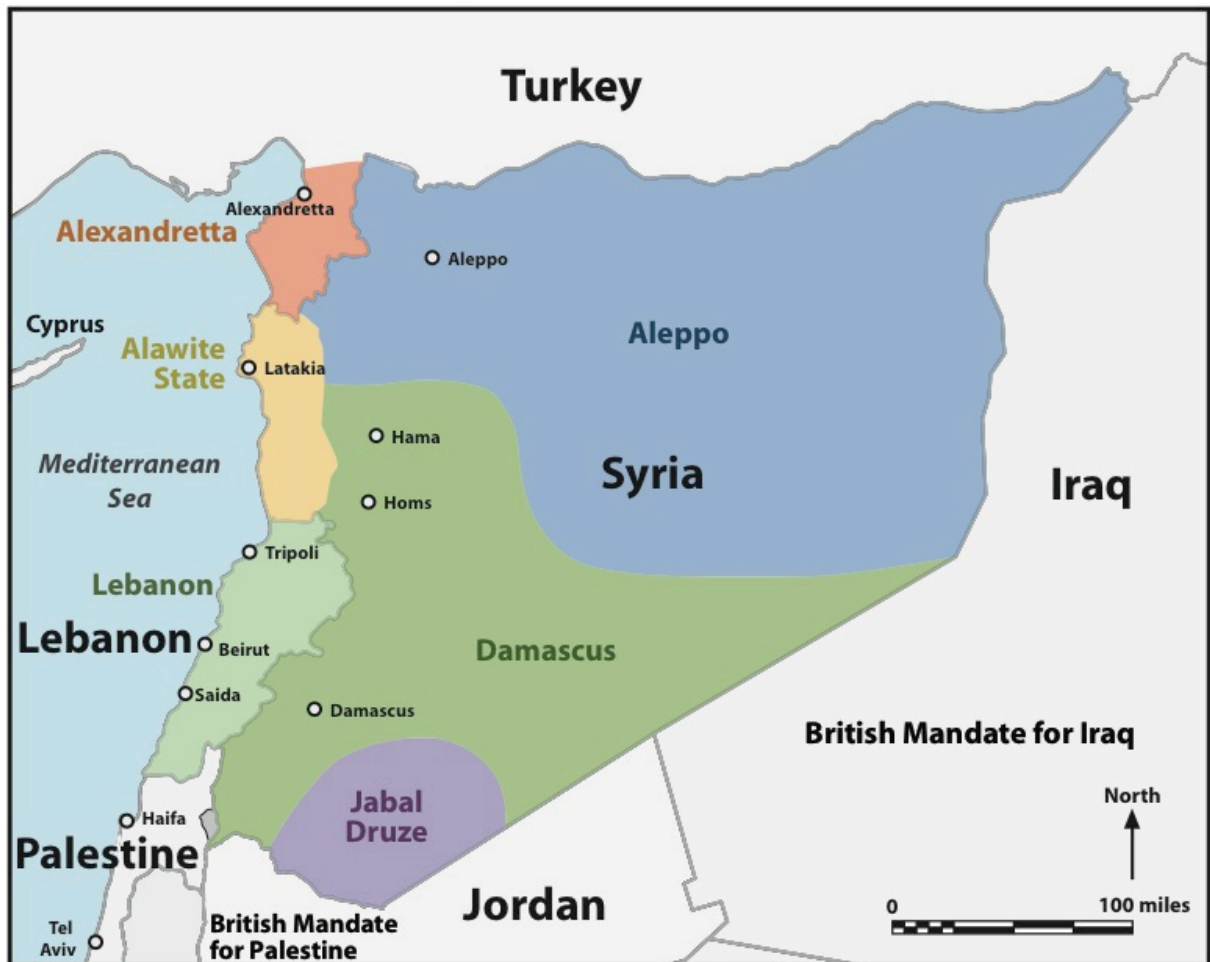 Turkey
Alexandretta
Alexandretta
Aleppo
Cyprus
Aleppo
Alawite
State
Latakia
Hama
Mediterranean
Sea
Syria
Iraq
Homs
Tripoli
Lebanon
Lebanon
Beirut
Damascus
Saida
Damascus
British Mandate for Iraq
Jabal
Druze
North
Haifa
Palestine
Jordan
0
100 miles
British Mandate
for Palestine
Tel
Aviv